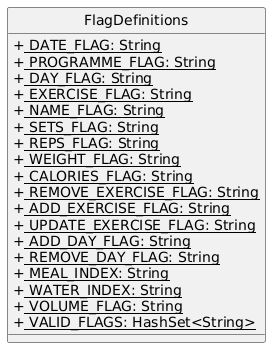 FlagDefinitions
+ DATE_FLAG: String
+ PROGRAMME_FLAG: String
+ DAY_FLAG: String
+ EXERCISE_FLAG: String
+ NAME_FLAG: String
+ SETS_FLAG: String
+ REPS_FLAG: String
+ WEIGHT_FLAG: String
+ CALORIES_FLAG: String
+ REMOVE_EXERCISE_FLAG: String
+ ADD_EXERCISE_FLAG: String
+ UPDATE_EXERCISE_FLAG: String
+ ADD_DAY_FLAG: String
+ REMOVE_DAY_FLAG: String
+ MEAL_INDEX: String
+ WATER_INDEX: String
+ VOLUME_FLAG: String
+ VALID_FLAGS: HashSet<String>